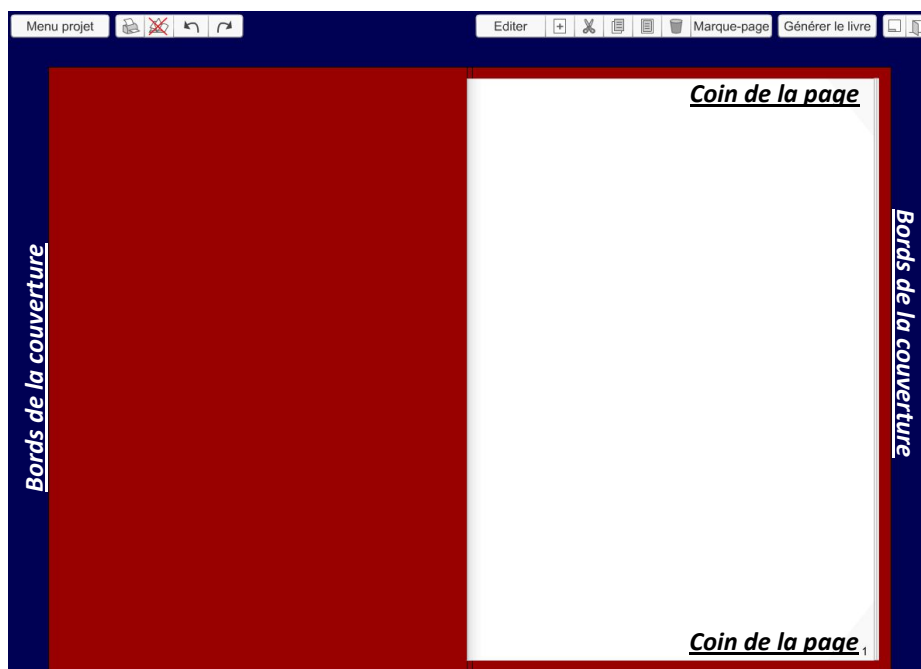 Menu projet
Editer
Marque-page
Générer le livre
Coin de la page
Bords de la couverture
Bords de la couverture
Coin de la page
1